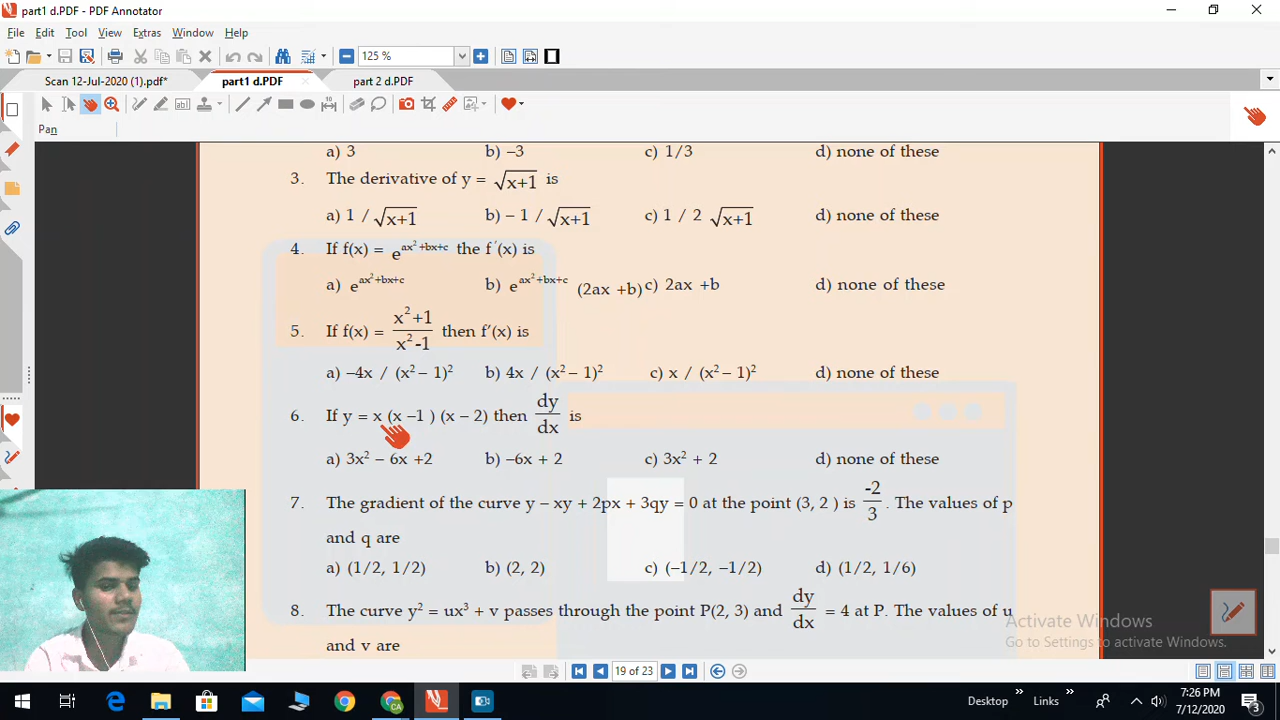 part1 d.PDF - PDF Annotator
File Edit Tool View Extras Window Help
125 %
Scan 12-Jul-2020 (1).pdf* part1 d.PDF part 2 d.PDF
Pan
a) 3 b) –3 c) 1/3 d) none of these
3. The derivative of y = √x+1 is
a) 1 / √x+1 b) – 1 / √x+1 c) 1 / 2 √x+1 d) none of these
4. If f(x) = e^ax²+bx+c the f′(x) is
a) e^ax²+bx+c b) e^ax²+bx+c (2ax +b) c) 2ax +b d) none of these
5. If f(x) = x²+1 / x²-1 then f′(x) is
a) –4x / (x² – 1)² b) 4x / (x² – 1)² c) x / (x² – 1)² d) none of these
6. If y = x (x –1 ) (x – 2) then dy/dx is
a) 3x² – 6x +2 b) –6x + 2 c) 3x² + 2 d) none of these
7. The gradient of the curve y – xy + 2px + 3qy = 0 at the point (3, 2 ) is -2/3 . The values of p
and q are
a) (1/2, 1/2) b) (2, 2) c) (–1/2, –1/2) d) (1/2, 1/6)
8. The curve y² = ux³ + v passes through the point P(2, 3) and dy/dx = 4 at P. The values of u
and v are
Activate Windows
Go to Settings to activate Windows.
19 of 23
Desktop » Links » 7:26 PM
7/12/2020 3